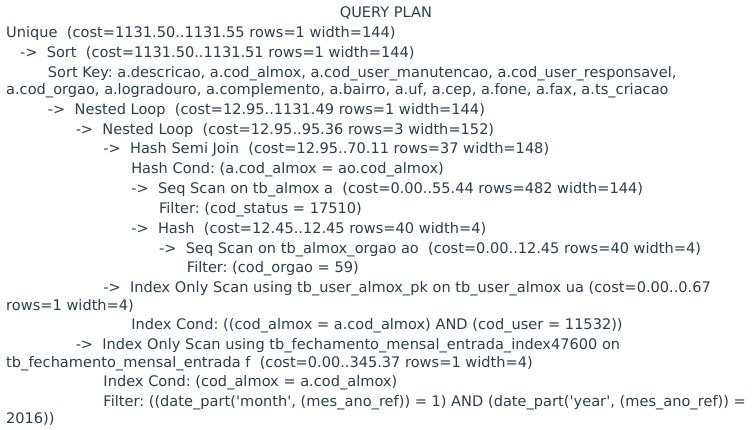 QUERY PLAN
Unique  (cost=1131.50..1131.55 rows=1 width=144)
->  Sort  (cost=1131.50..1131.51 rows=1 width=144)
Sort Key: a.descricao, a.cod_almox, a.cod_user_manutencao, a.cod_user_responsavel,
a.cod_orgao, a.logradouro, a.complemento, a.bairro, a.uf, a.cep, a.fone, a.fax, a.ts_criacao
->  Nested Loop  (cost=12.95..1131.49 rows=1 width=144)
->  Nested Loop  (cost=12.95..95.36 rows=3 width=152)
->  Hash Semi Join  (cost=12.95..70.11 rows=37 width=148)
Hash Cond: (a.cod_almox = ao.cod_almox)
->  Seq Scan on tb_almox a  (cost=0.00..55.44 rows=482 width=144)
Filter: (cod_status = 17510)
->  Hash  (cost=12.45..12.45 rows=40 width=4)
->  Seq Scan on tb_almox_orgao ao  (cost=0.00..12.45 rows=40 width=4)
Filter: (cod_orgao = 59)
->  Index Only Scan using tb_user_almox_pk on tb_user_almox ua (cost=0.00..0.67
rows=1 width=4)
Index Cond: ((cod_almox = a.cod_almox) AND (cod_user = 11532))
->  Index Only Scan using tb_fechamento_mensal_entrada_index47600 on
tb_fechamento_mensal_entrada f  (cost=0.00..345.37 rows=1 width=4)
Index Cond: (cod_almox = a.cod_almox)
Filter: ((date_part('month', (mes_ano_ref)) = 1) AND (date_part('year', (mes_ano_ref)) =
2016))